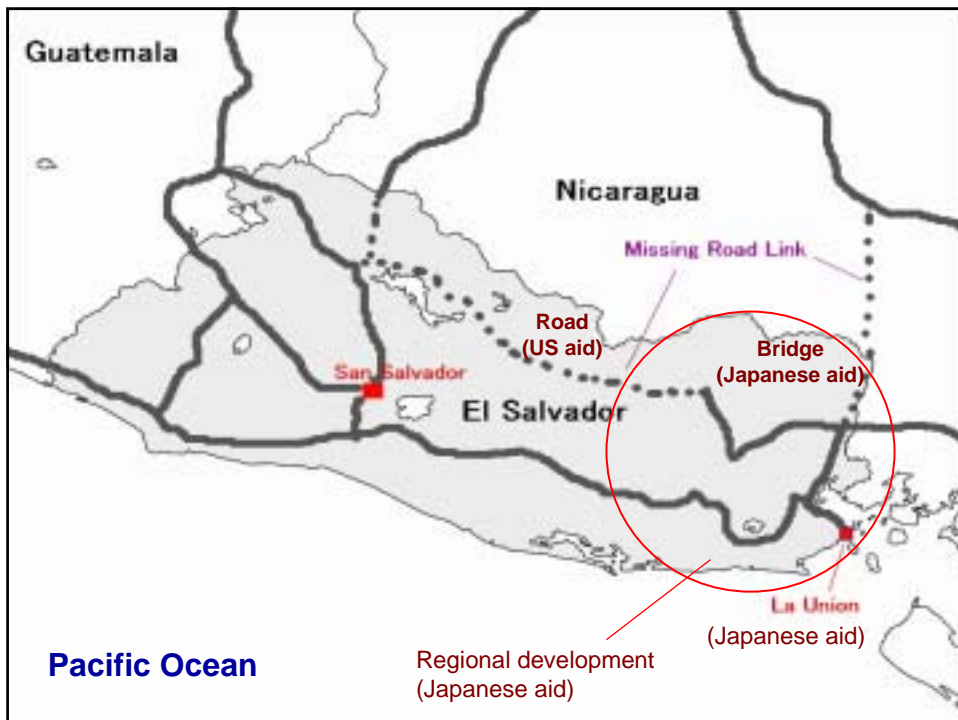 Guatemala
Nicaragua
Missing Road Link
Road
(US aid)
Bridge
(Japanese aid)
San Salvador
El Salvador
La Union
(Japanese aid)
Regional development
(Japanese aid)
Pacific Ocean